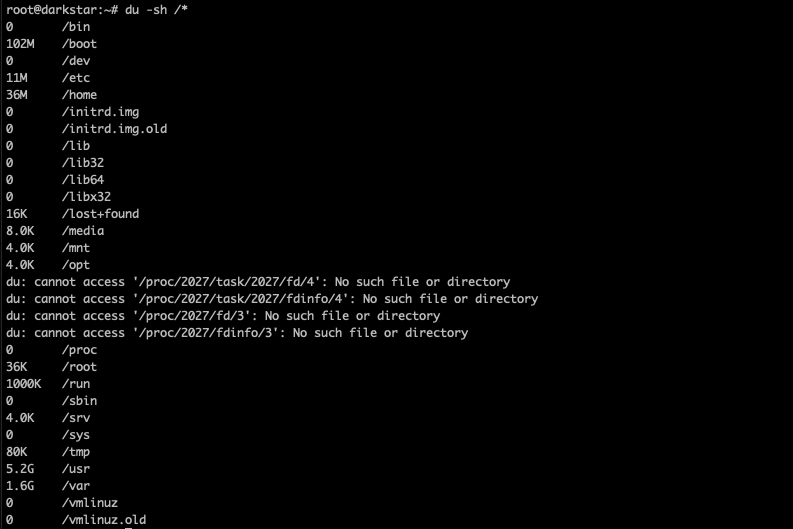 root@darkstar:~# du -sh /*
0 /bin
102M /boot
0 /dev
11M /etc
36M /home
0 /initrd.img
0 /initrd.img.old
0 /lib
0 /lib32
0 /lib64
0 /libx32
16K /lost+found
8.0K /media
4.0K /mnt
4.0K /opt
du: cannot access '/proc/2027/task/2027/fd/4': No such file or directory
du: cannot access '/proc/2027/task/2027/fdinfo/4': No such file or directory
du: cannot access '/proc/2027/fd/3': No such file or directory
du: cannot access '/proc/2027/fdinfo/3': No such file or directory
0 /proc
36K /root
1000K /run
0 /sbin
4.0K /srv
0 /sys
80K /tmp
5.2G /usr
1.6G /var
0 /vmlinuz
0 /vmlinuz.old